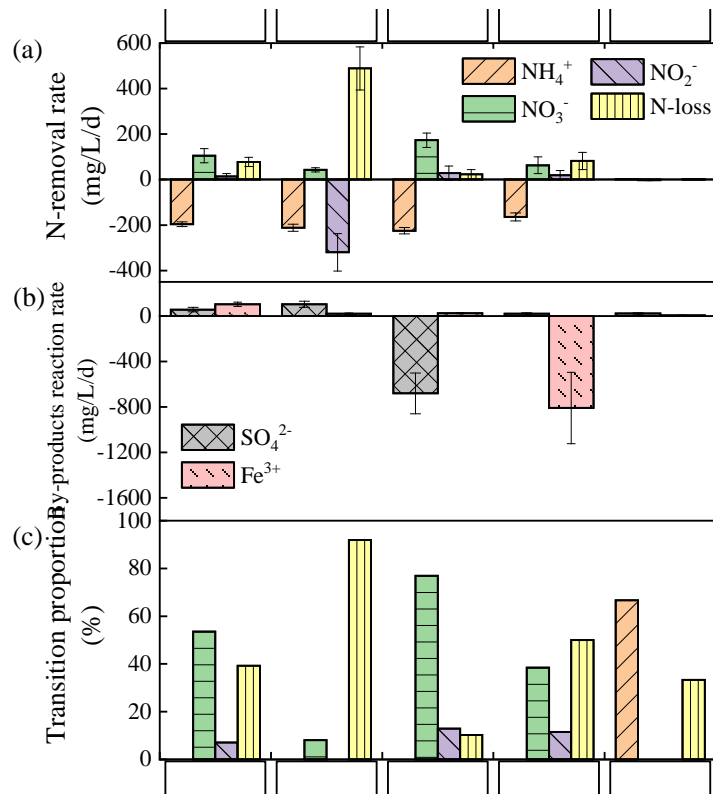 (a)
N-removal rate
(mg/L/d)
600
400
200
0
-200
-400
NH₄⁺
NO₂⁻
NO₃⁻
N-loss
(b)
By-products reaction rate
(mg/L/d)
0
-400
-800
-1200
-1600
SO₄²⁻
Fe³⁺
(c)
Transition proportion
(%)
100
80
60
40
20
0